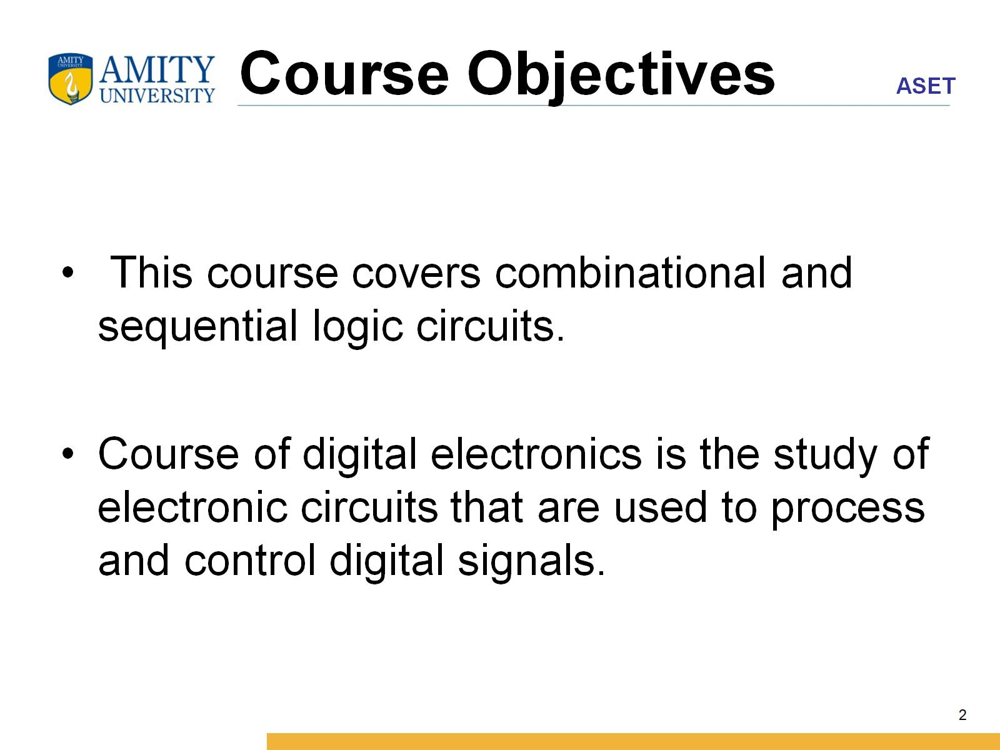 AMITY
UNIVERSITY
AMITY
UNIVERSITY
Course Objectives
ASET
• This course covers combinational and
sequential logic circuits.
• Course of digital electronics is the study of
electronic circuits that are used to process
and control digital signals.
2